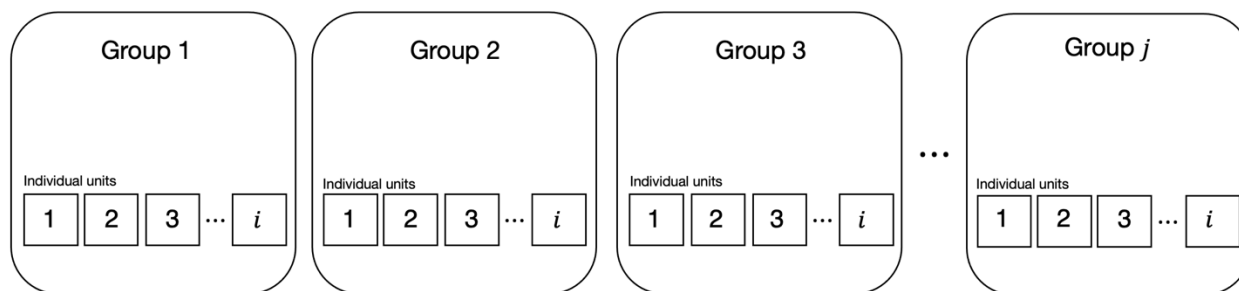 Group 1
Individual units
1 2 3 ... i
Group 2
Individual units
1 2 3 ... i
Group 3
Individual units
1 2 3 ... i
...
Group j
Individual units
1 2 3 ... i